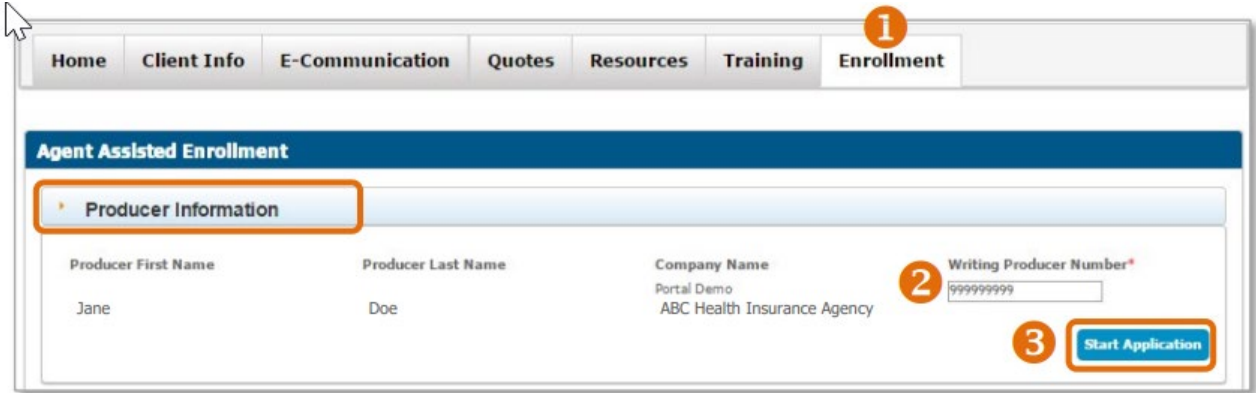 1
Home Client Info E-Communication Quotes Resources Training Enrollment
Agent Assisted Enrollment
Producer Information
Producer First Name Producer Last Name Company Name Writing Producer Number*
Portal Demo
2 999999999
Jane Doe ABC Health Insurance Agency
3 Start Application